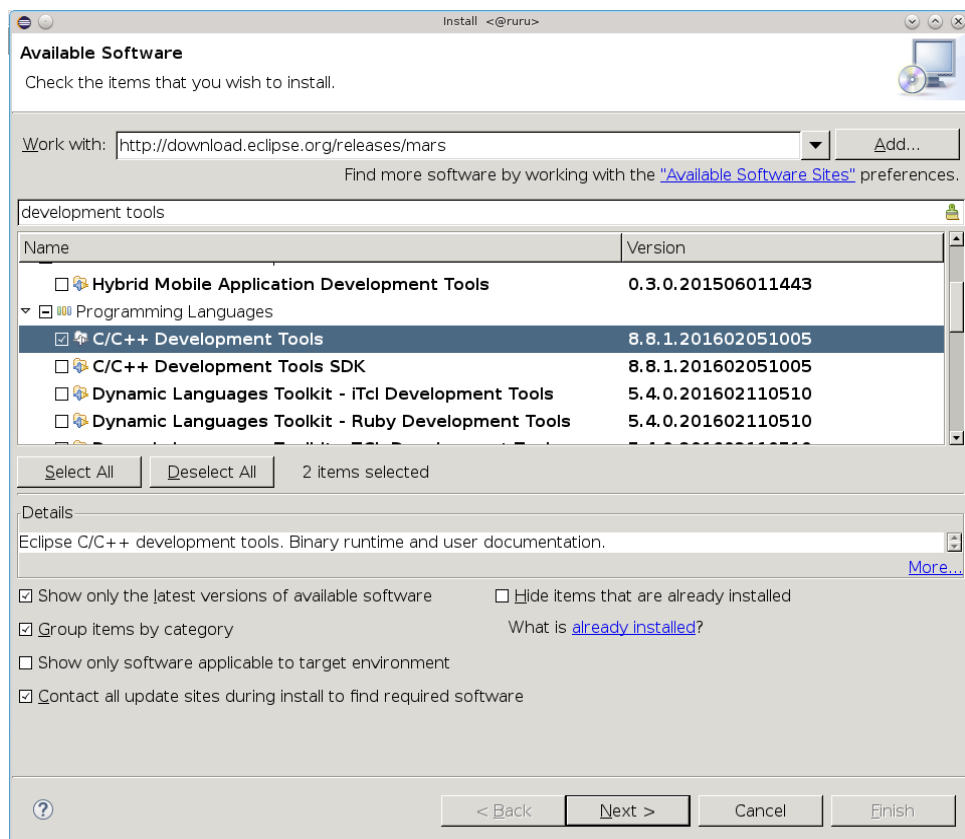 Install <@ruru>
Available Software
Check the items that you wish to install.
Work with: http://download.eclipse.org/releases/mars Add...
Find more software by working with the "Available Software Sites" preferences.
development tools
Name Version
Hybrid Mobile Application Development Tools 0.3.0.201506011443
Programming Languages
C/C++ Development Tools 8.8.1.201602051005
C/C++ Development Tools SDK 8.8.1.201602051005
Dynamic Languages Toolkit - iTcl Development Tools 5.4.0.201602110510
Dynamic Languages Toolkit - Ruby Development Tools 5.4.0.201602110510
Select All Deselect All 2 items selected
Details
Eclipse C/C++ development tools. Binary runtime and user documentation.
More...
Show only the latest versions of available software Hide items that are already installed
Group items by category What is already installed?
Show only software applicable to target environment
Contact all update sites during install to find required software
? < Back Next > Cancel Finish